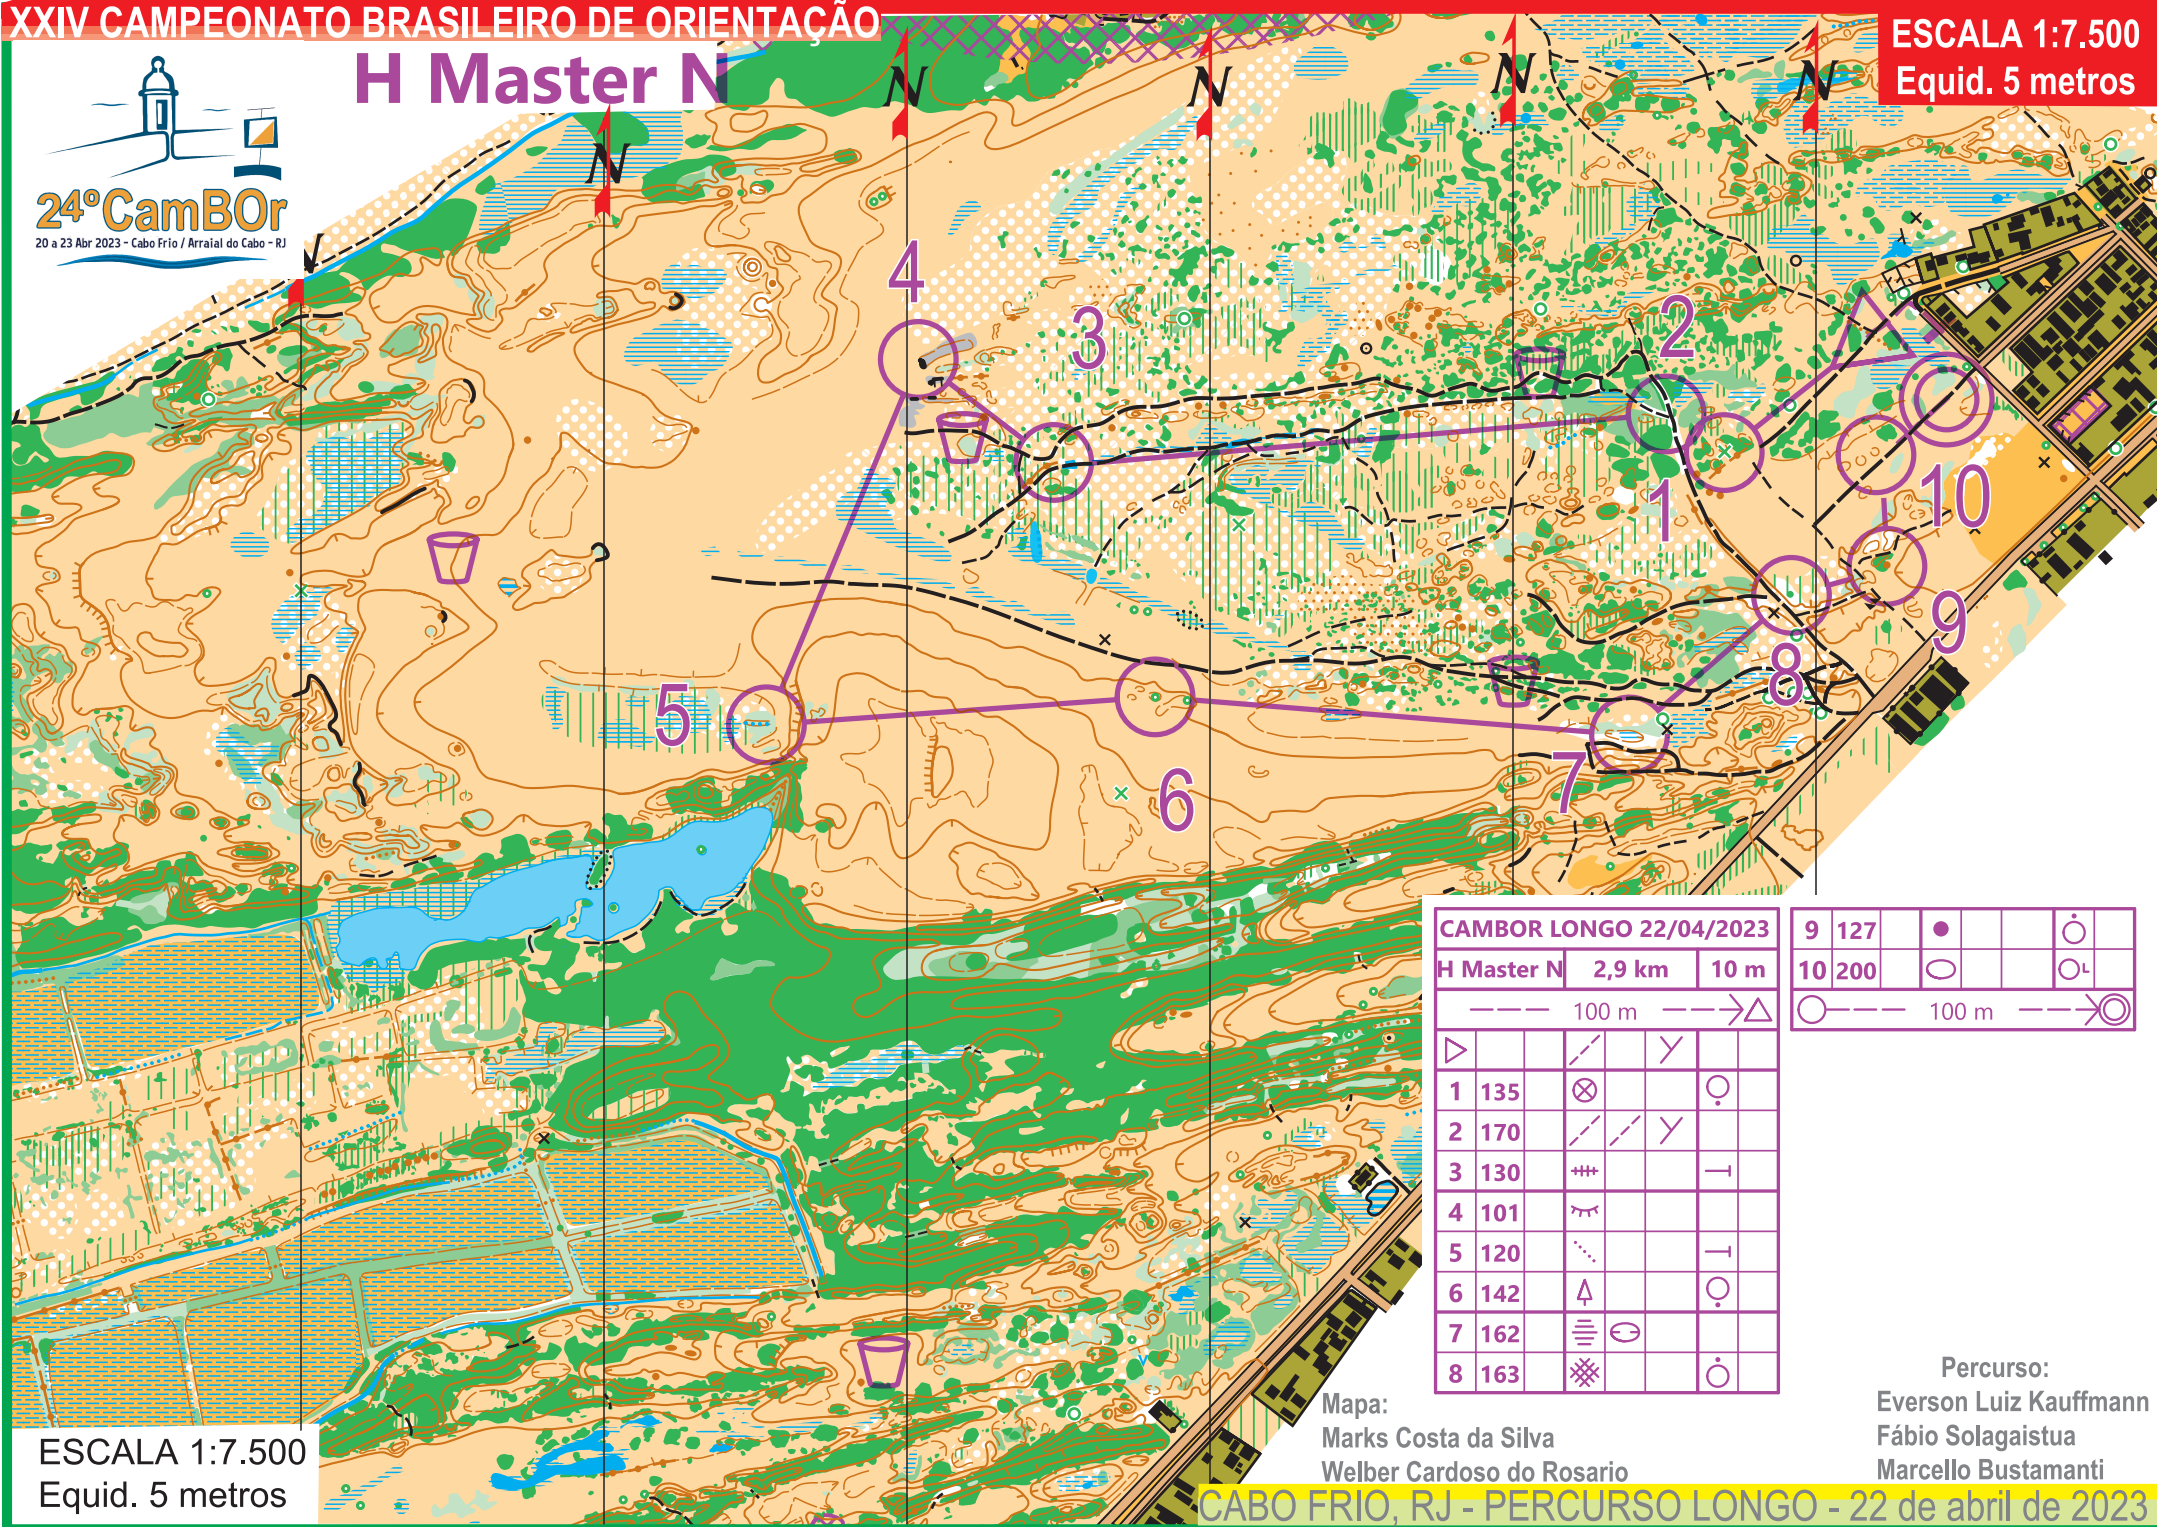 XXIV CAMPEONATO BRASILEIRO DE ORIENTAÇÃO
ESCALA 1:7.500
Equid. 5 metros
H Master N
24º CamBOr
20 a 23 Abr 2023 - Cabo Frio / Arraial do Cabo - RJ
N
N
N
N
N
N
4
3
2
1
10
5
6
7
8
9
CAMBOR LONGO 22/04/2023
H Master N 2,9 km 10 m
100 m
1 135
2 170
3 130
4 101
5 120
6 142
7 162
8 163
9 127
10 200 L
100 m
Mapa:
Marks Costa da Silva
Welber Cardoso do Rosario
Percurso:
Everson Luiz Kauffmann
Fábio Solagaistua
Marcello Bustamanti
ESCALA 1:7.500
Equid. 5 metros
CABO FRIO, RJ - PERCURSO LONGO - 22 de abril de 2023